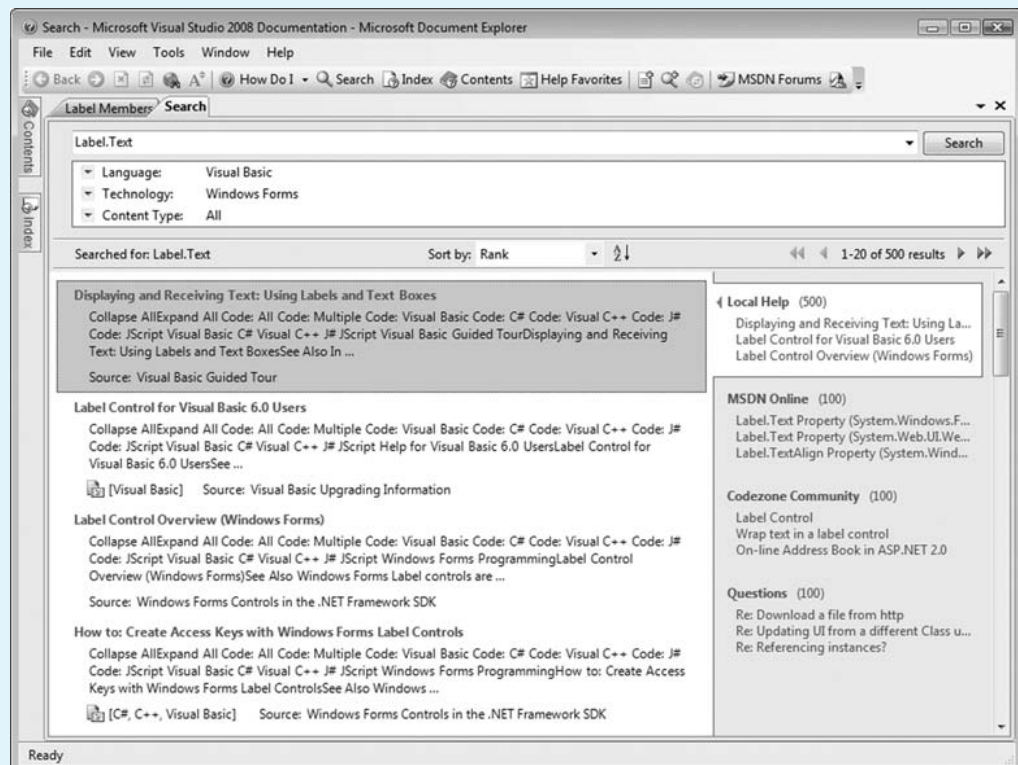 Search - Microsoft Visual Studio 2008 Documentation - Microsoft Document Explorer
File Edit View Tools Window Help
Back How Do I Search Index Contents Help Favorites MSDN Forums
Contents
Index
Label Members Search
Label.Text Search
Language: Visual Basic
Technology: Windows Forms
Content Type: All
Searched for: Label.Text Sort by: Rank 1-20 of 500 results
Displaying and Receiving Text: Using Labels and Text Boxes
Collapse AllExpand All Code: All Code: Multiple Code: Visual Basic Code: C# Code: Visual C++ Code: J#
Code: JScript Visual Basic C# Visual C++ J# JScript Visual Basic Guided TourDisplaying and Receiving
Text: Using Labels and Text BoxesSee Also In ...
Source: Visual Basic Guided Tour
Label Control for Visual Basic 6.0 Users
Collapse AllExpand All Code: All Code: Multiple Code: Visual Basic Code: C# Code: Visual C++ Code: J#
Code: JScript Visual Basic C# Visual C++ J# JScript Help for Visual Basic 6.0 UsersLabel Control for
Visual Basic 6.0 UsersSee ...
[Visual Basic] Source: Visual Basic Upgrading Information
Label Control Overview (Windows Forms)
Collapse AllExpand All Code: All Code: Multiple Code: Visual Basic Code: C# Code: Visual C++ Code: J#
Code: JScript Visual Basic C# Visual C++ J# JScript Windows Forms ProgrammingLabel Control
Overview (Windows Forms)See Also Windows Forms Label controls are ...
Source: Windows Forms Controls in the .NET Framework SDK
How to: Create Access Keys with Windows Forms Label Controls
Collapse AllExpand All Code: All Code: Multiple Code: Visual Basic Code: C# Code: Visual C++ Code: J#
Code: JScript Visual Basic C# Visual C++ J# JScript Windows Forms ProgrammingHow to: Create Access
Keys with Windows Forms Label ControlsSee Also Windows ...
[C#, C++, Visual Basic] Source: Windows Forms Controls in the .NET Framework SDK
Local Help (500)
Displaying and Receiving Text: Using La...
Label Control for Visual Basic 6.0 Users
Label Control Overview (Windows Forms)
MSDN Online (100)
Label.Text Property (System.Windows.F...
Label.Text Property (System.Web.UI.We...
Label.TextAlign Property (System.Wind...
Codezone Community (100)
Label Control
Wrap text in a label control
On-line Address Book in ASP.NET 2.0
Questions (100)
Re: Download a file from http
Re: Updating UI from a different Class u...
Re: Referencing instances?
Ready